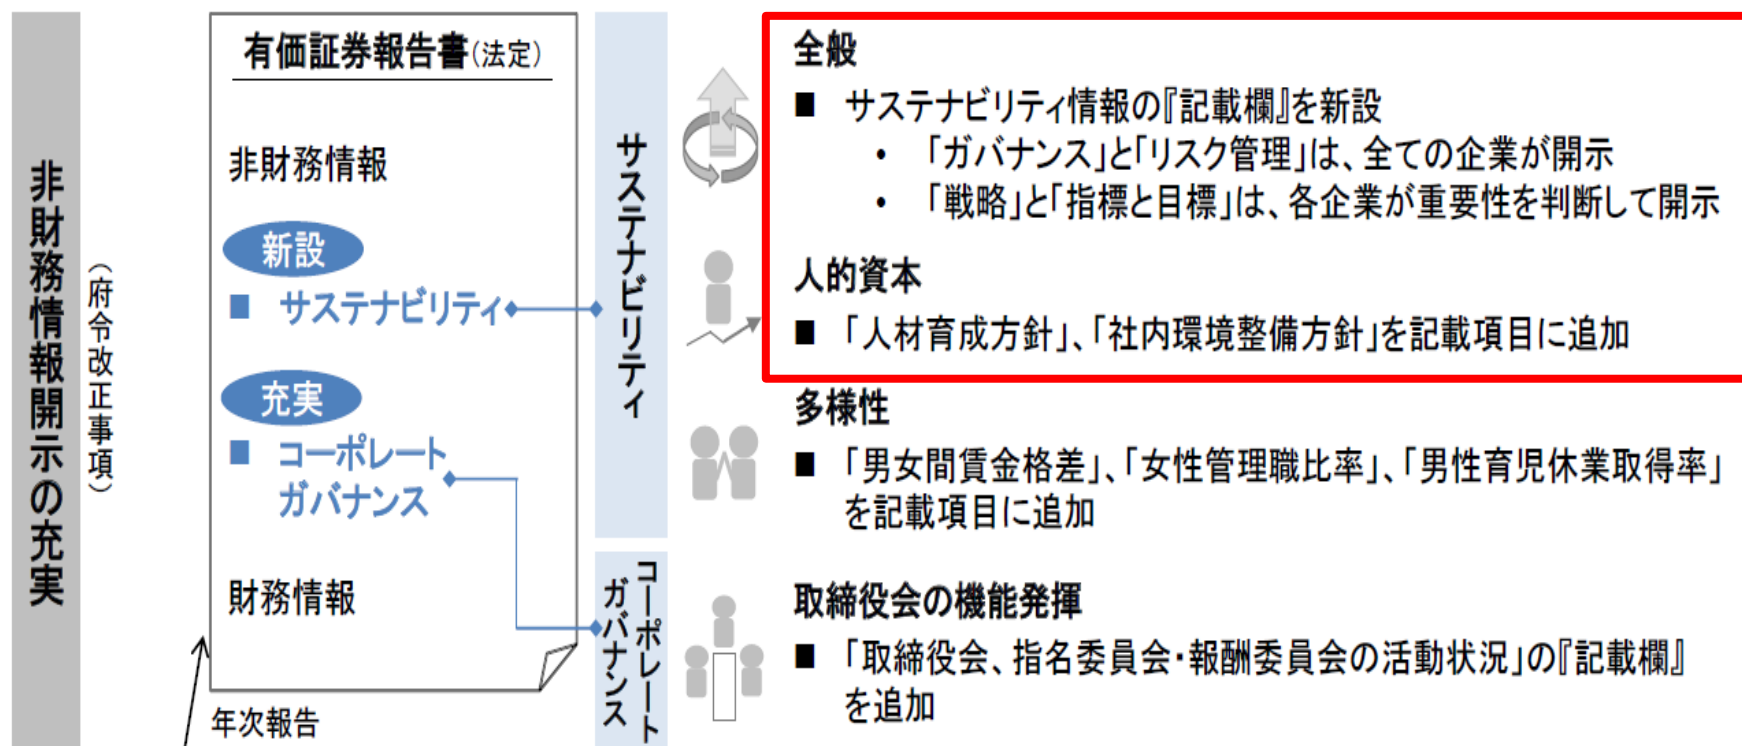 非財務情報開示の充実
（府令改正事項）
有価証券報告書(法定)
非財務情報
新設
■ サステナビリティ
充実
■ コーポレート
ガバナンス
財務情報
年次報告
サステナビリティ
全般
■ サステナビリティ情報の『記載欄』を新設
• 「ガバナンス」と「リスク管理」は、全ての企業が開示
• 「戦略」と「指標と目標」は、各企業が重要性を判断して開示
人的資本
■ 「人材育成方針」、「社内環境整備方針」を記載項目に追加
多様性
■ 「男女間賃金格差」、「女性管理職比率」、「男性育児休業取得率」
を記載項目に追加
コーポレート
ガバナンス
取締役会の機能発揮
■ 「取締役会、指名委員会・報酬委員会の活動状況」の『記載欄』
を追加